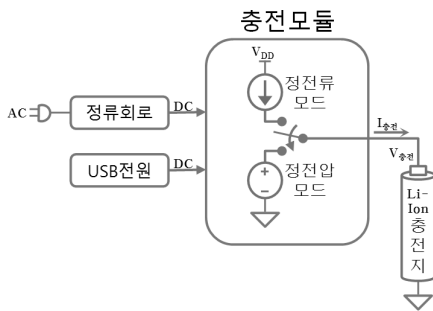 충전모듈
V_DD
정전류
모드
AC
정류회로
DC
I충전
V충전
USB전원
DC
정전압
모드
Li-
Ion
충
전
지